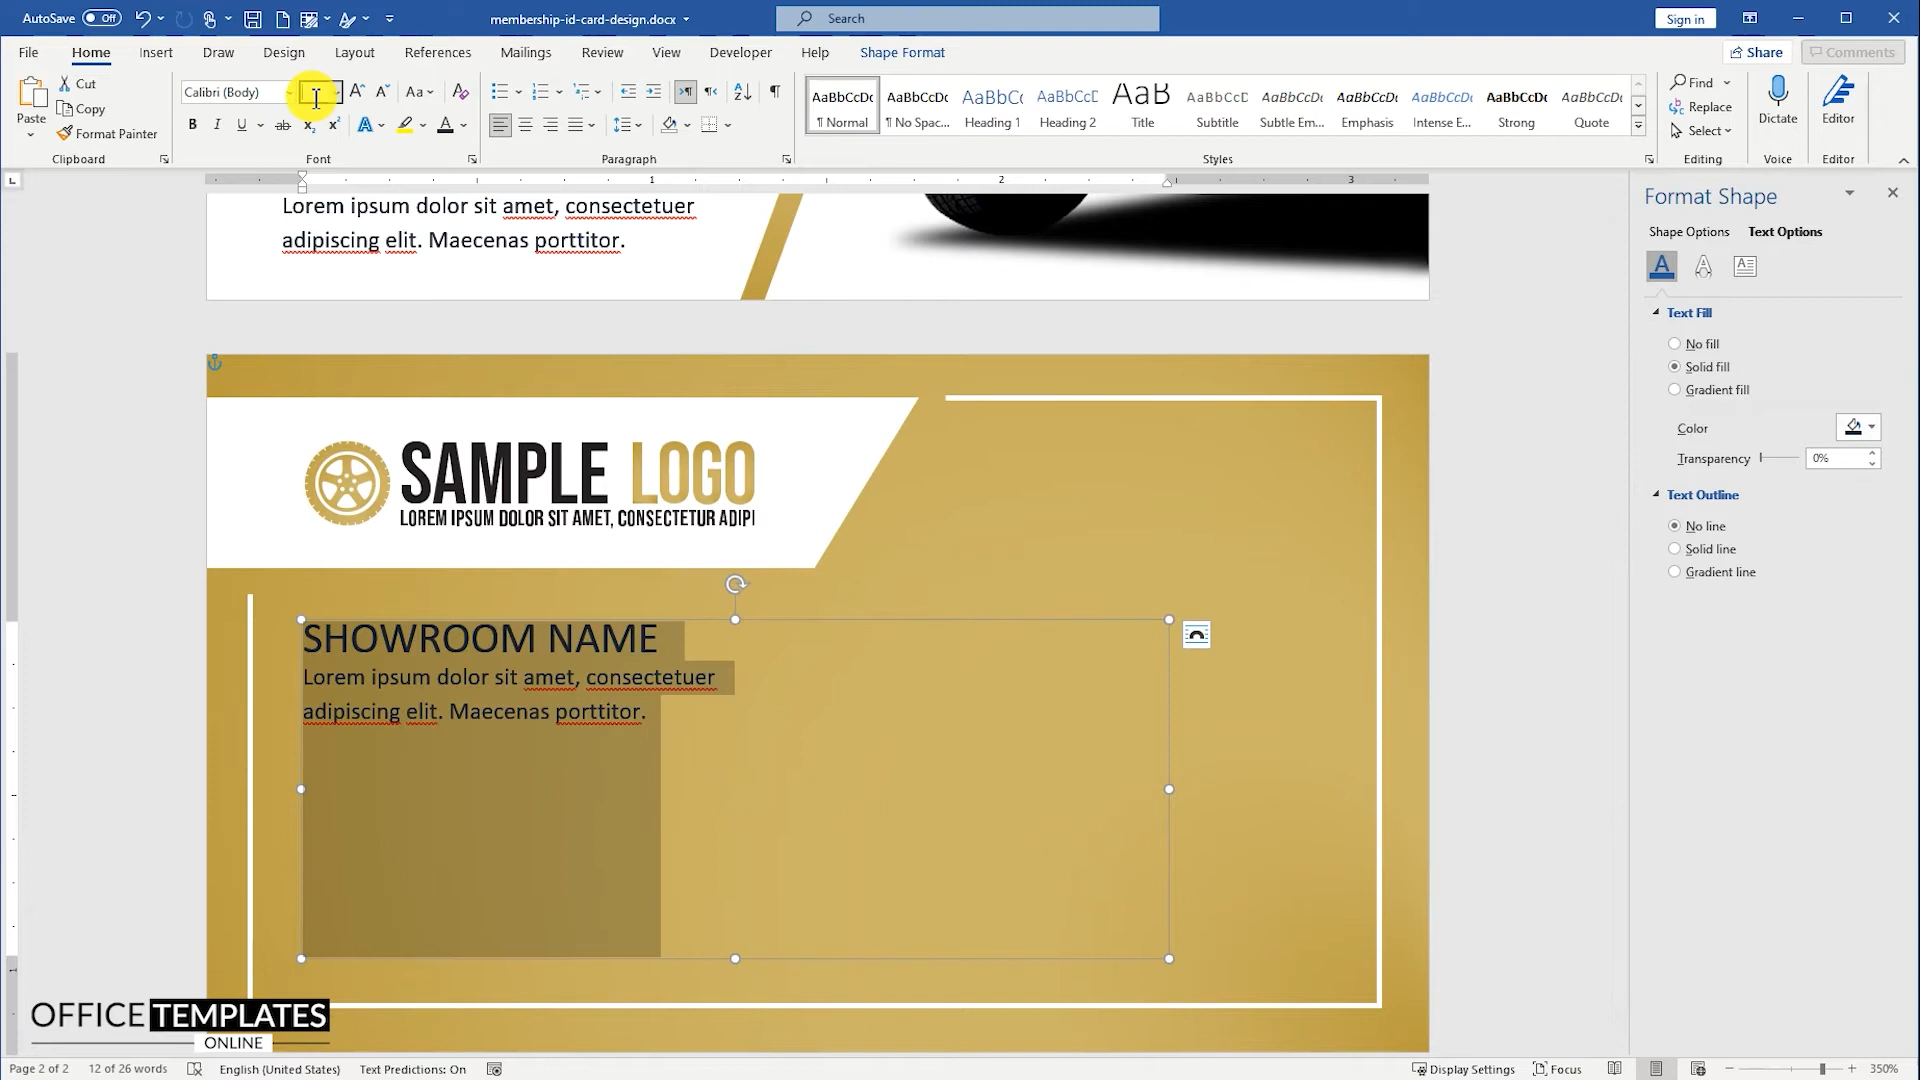 AutoSave Off
membership-id-card-design.docx
Search
Sign in
File Home Insert Draw Design Layout References Mailings Review View Developer Help Shape Format
Share Comments
Paste
Cut
Copy
Format Painter
Clipboard
Calibri (Body)
Font
Paragraph
AaBbCcDc
¶ Normal
AaBbCcDc
¶ No Spac...
AaBbCc
Heading 1
AaBbCcD
Heading 2
AaB
Title
AaBbCcD
Subtitle
AaBbCcDc
Subtle Em...
AaBbCcDc
Emphasis
AaBbCcDc
Intense E...
AaBbCcDc
Strong
AaBbCcDc
Quote
Styles
Find
Replace
Select
Editing
Dictate
Voice
Editor
Editor
1 2 3
Lorem ipsum dolor sit amet, consectetuer
adipiscing elit. Maecenas porttitor.
SAMPLE LOGO
LOREM IPSUM DOLOR SIT AMET, CONSECTETUR ADIPI
SHOWROOM NAME
Lorem ipsum dolor sit amet, consectetuer
adipiscing elit. Maecenas porttitor.
Format Shape
Shape Options Text Options
Text Fill
No fill
Solid fill
Gradient fill
Color
Transparency 0%
Text Outline
No line
Solid line
Gradient line
OFFICE TEMPLATES
ONLINE
Page 2 of 2 12 of 26 words English (United States) Text Predictions: On Display Settings Focus 350%